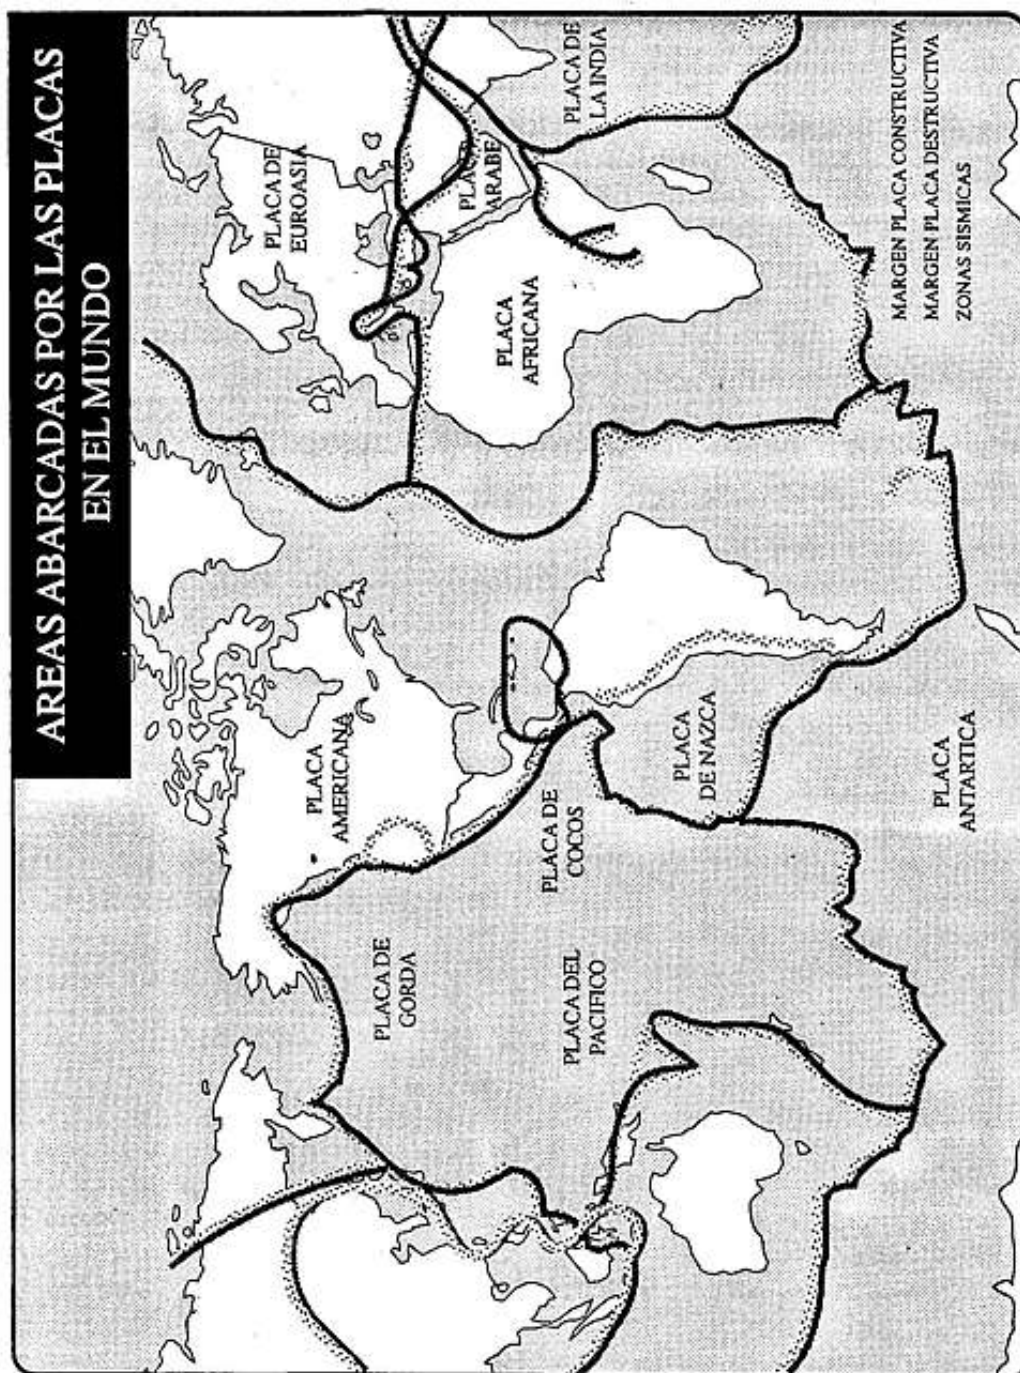 AREAS ABARCADAS POR LAS PLACAS
EN EL MUNDO
PLACA DE
EUROASIA
PLACA DE
LA INDIA
ARABE
PLACA
AFRICANA
PLACA
AMERICANA
PLACA DE
GORDA
PLACA DE
COCOS
PLACA
DE NAZCA
PLACA DEL
PACIFICO
PLACA
ANTARTICA
MARGEN PLACA CONSTRUCTIVA
MARGEN PLACA DESTRUCTIVA
ZONAS SISMICAS